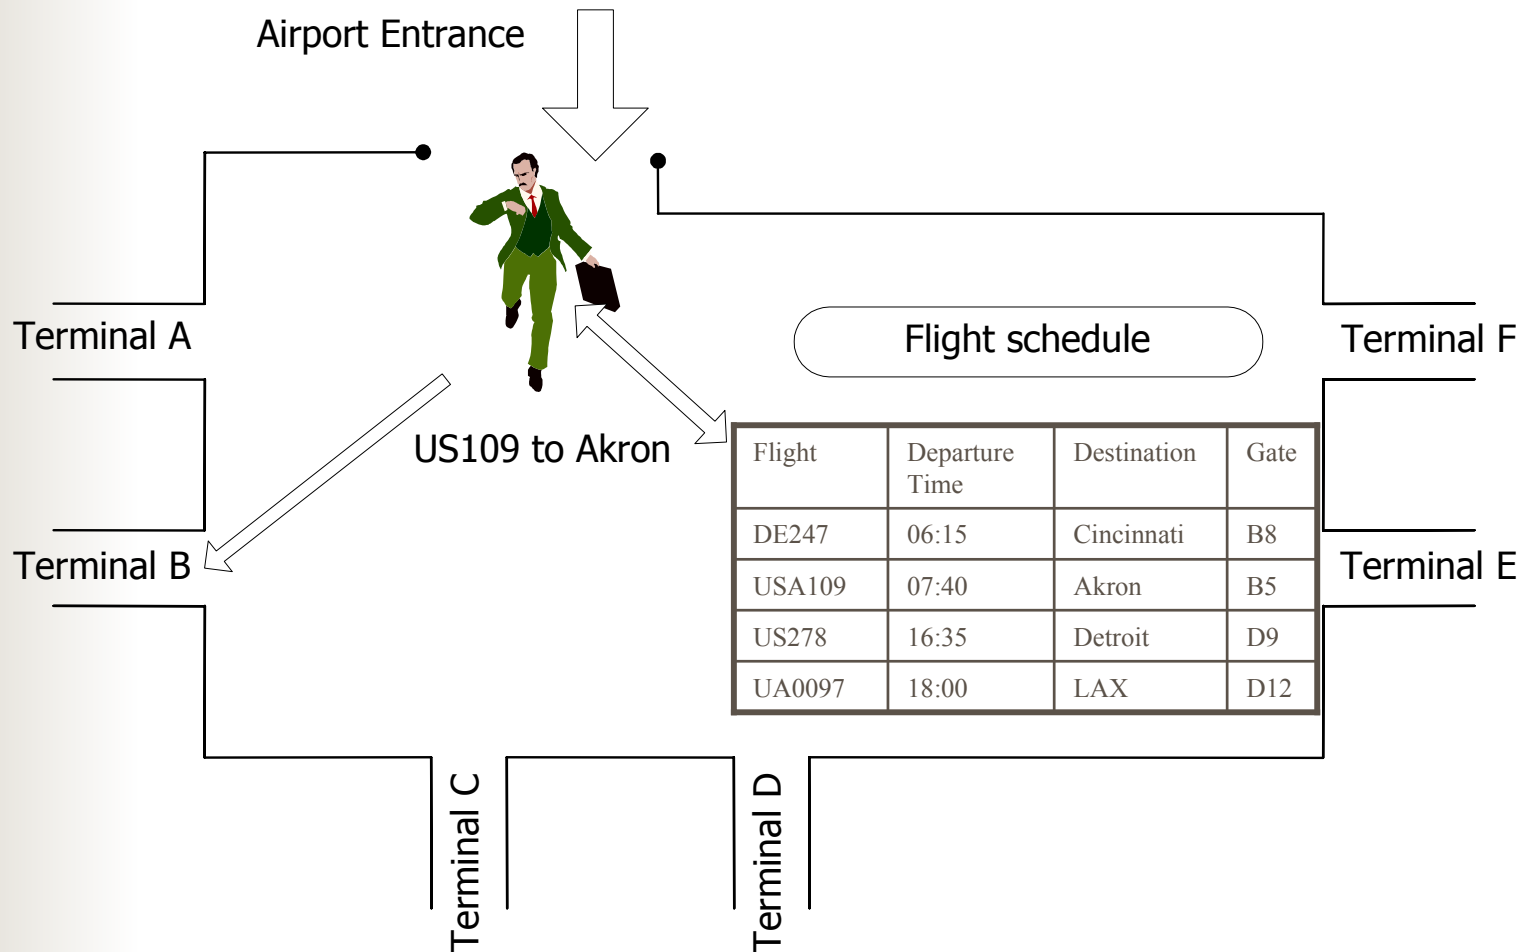 Airport Entrance
Terminal A
Flight schedule
Terminal F
US109 to Akron
Flight Departure Destination Gate
Time
DE247 06:15 Cincinnati B8
Terminal B
Terminal E
USA109 07:40 Akron B5
US278 16:35 Detroit D9
UA0097 18:00 LAX D12
Terminal C
Terminal D